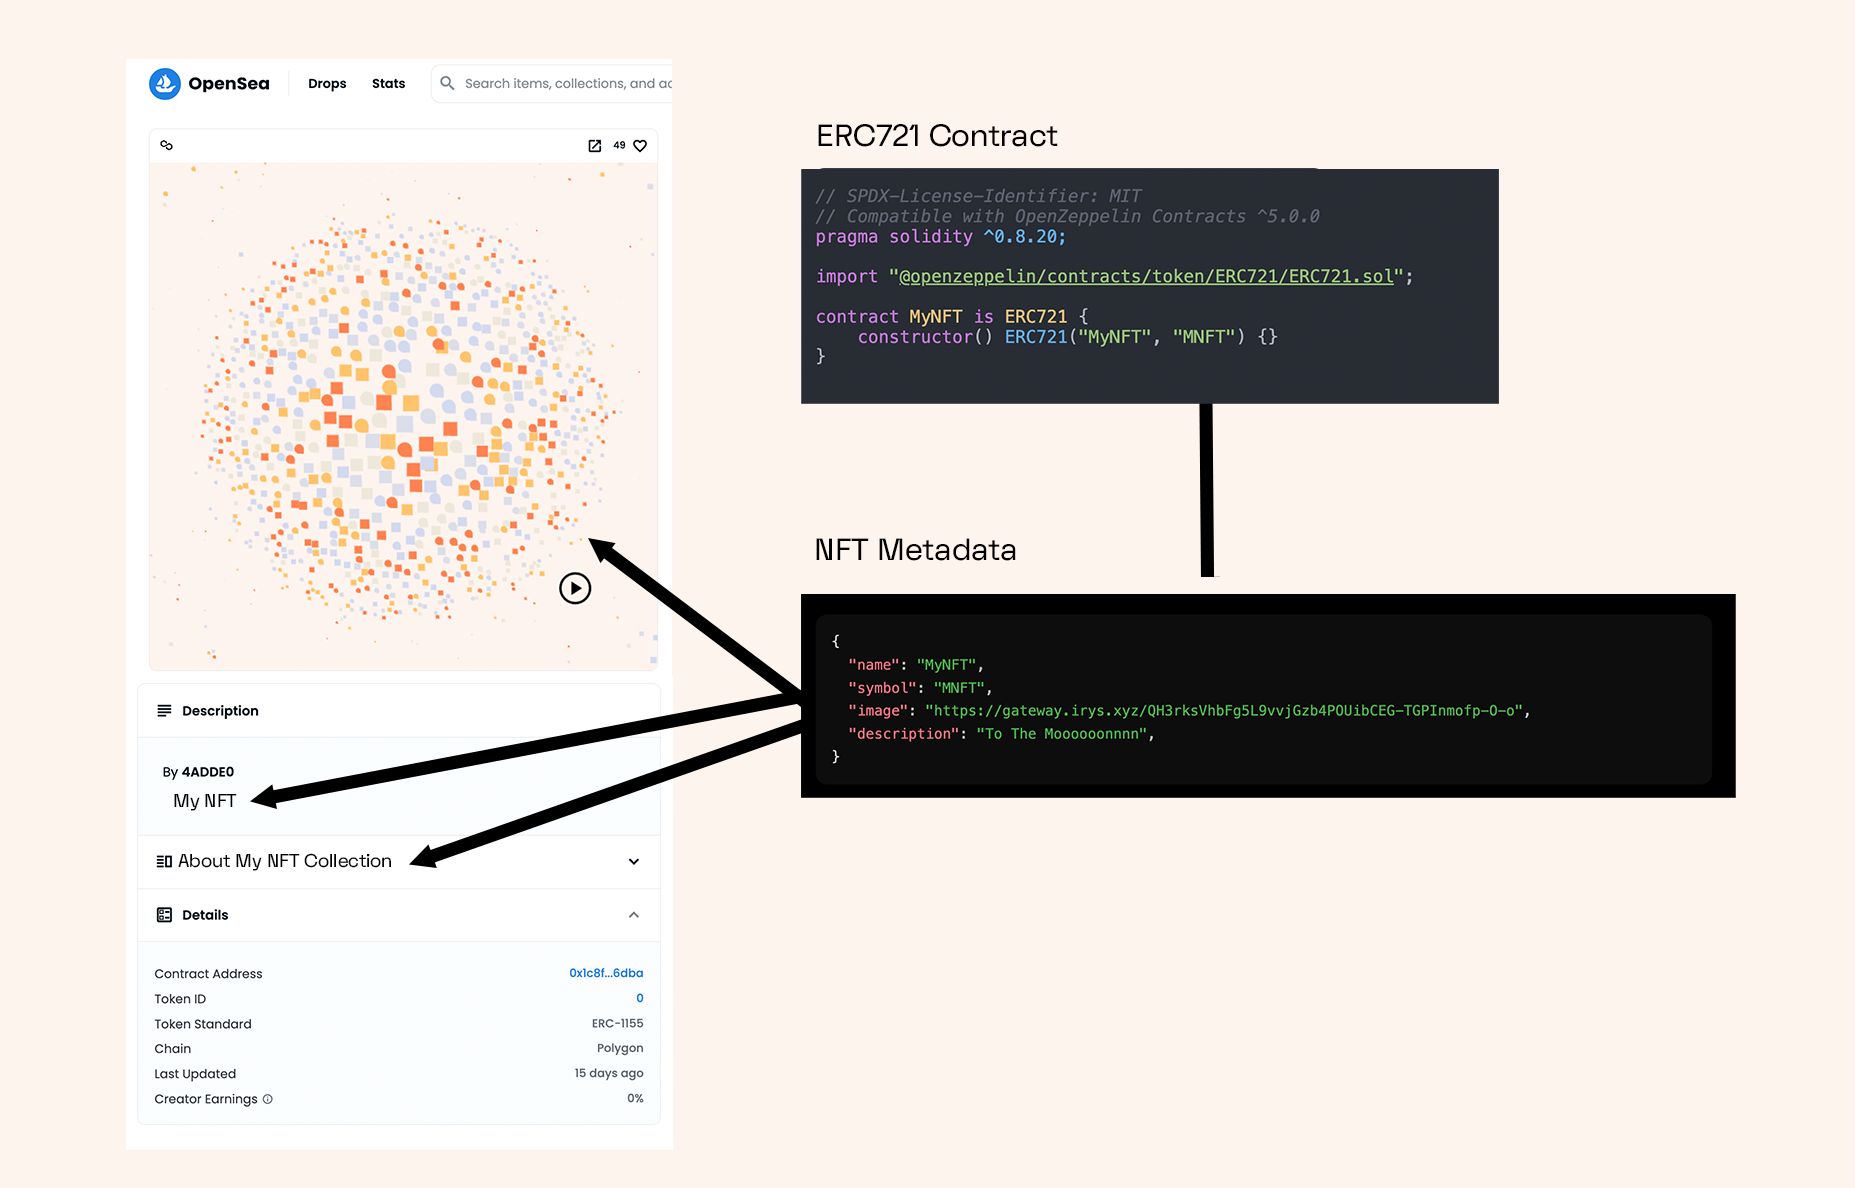 OpenSea
Drops
Stats
Search items, collections, and ac
49
Description
By 4ADDE0
My NFT
About My NFT Collection
Details
Contract Address 0x1c8f...6dba
Token ID 0
Token Standard ERC-1155
Chain Polygon
Last Updated 15 days ago
Creator Earnings 0%
ERC721 Contract
// SPDX-License-Identifier: MIT
// Compatible with OpenZeppelin Contracts ^5.0.0
pragma solidity ^0.8.20;
import "@openzeppelin/contracts/token/ERC721/ERC721.sol";
contract MyNFT is ERC721 {
constructor() ERC721("MyNFT", "MNFT") {}
}
NFT Metadata
{
"name": "MyNFT",
"symbol": "MNFT",
"image": "https://gateway.irys.xyz/QH3rksVhbFg5L9vvjGzb4POUibCEG-TGPInmofp-O-o",
"description": "To The Moooooonnnn",
}